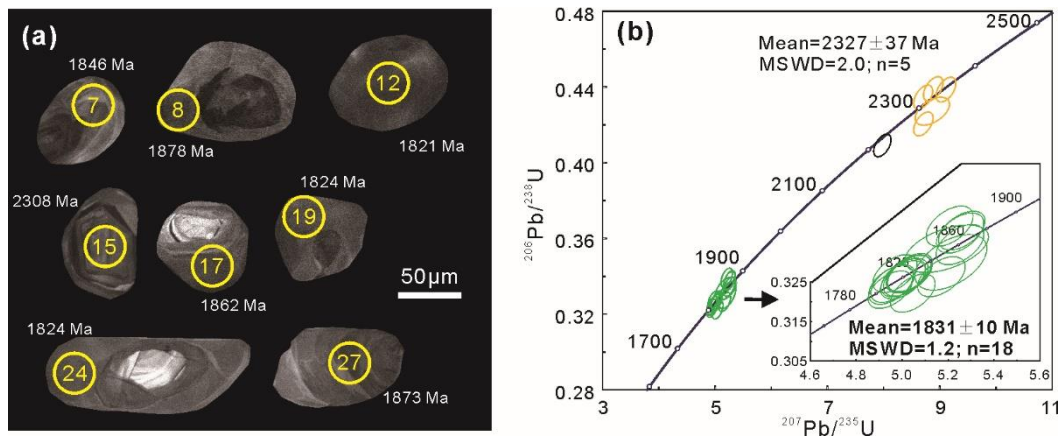 (a)
1846 Ma
7
8
12
1878 Ma
1821 Ma
2308 Ma
1824 Ma
15
17
19
1862 Ma
50μm
1824 Ma
24
27
1873 Ma
(b)
0.48
0.44
0.40
0.36
0.32
0.28
²⁰⁶Pb/²³⁸U
Mean=2327±37 Ma
MSWD=2.0; n=5
2500
2300
2100
1900
1700
0.325
0.315
0.305
1900
1860
1780
Mean=1831±10 Ma
MSWD=1.2; n=18
4.6 4.8 5.0 5.2 5.4 5.6
3 5 7 9 11
²⁰⁷Pb/²³⁵U